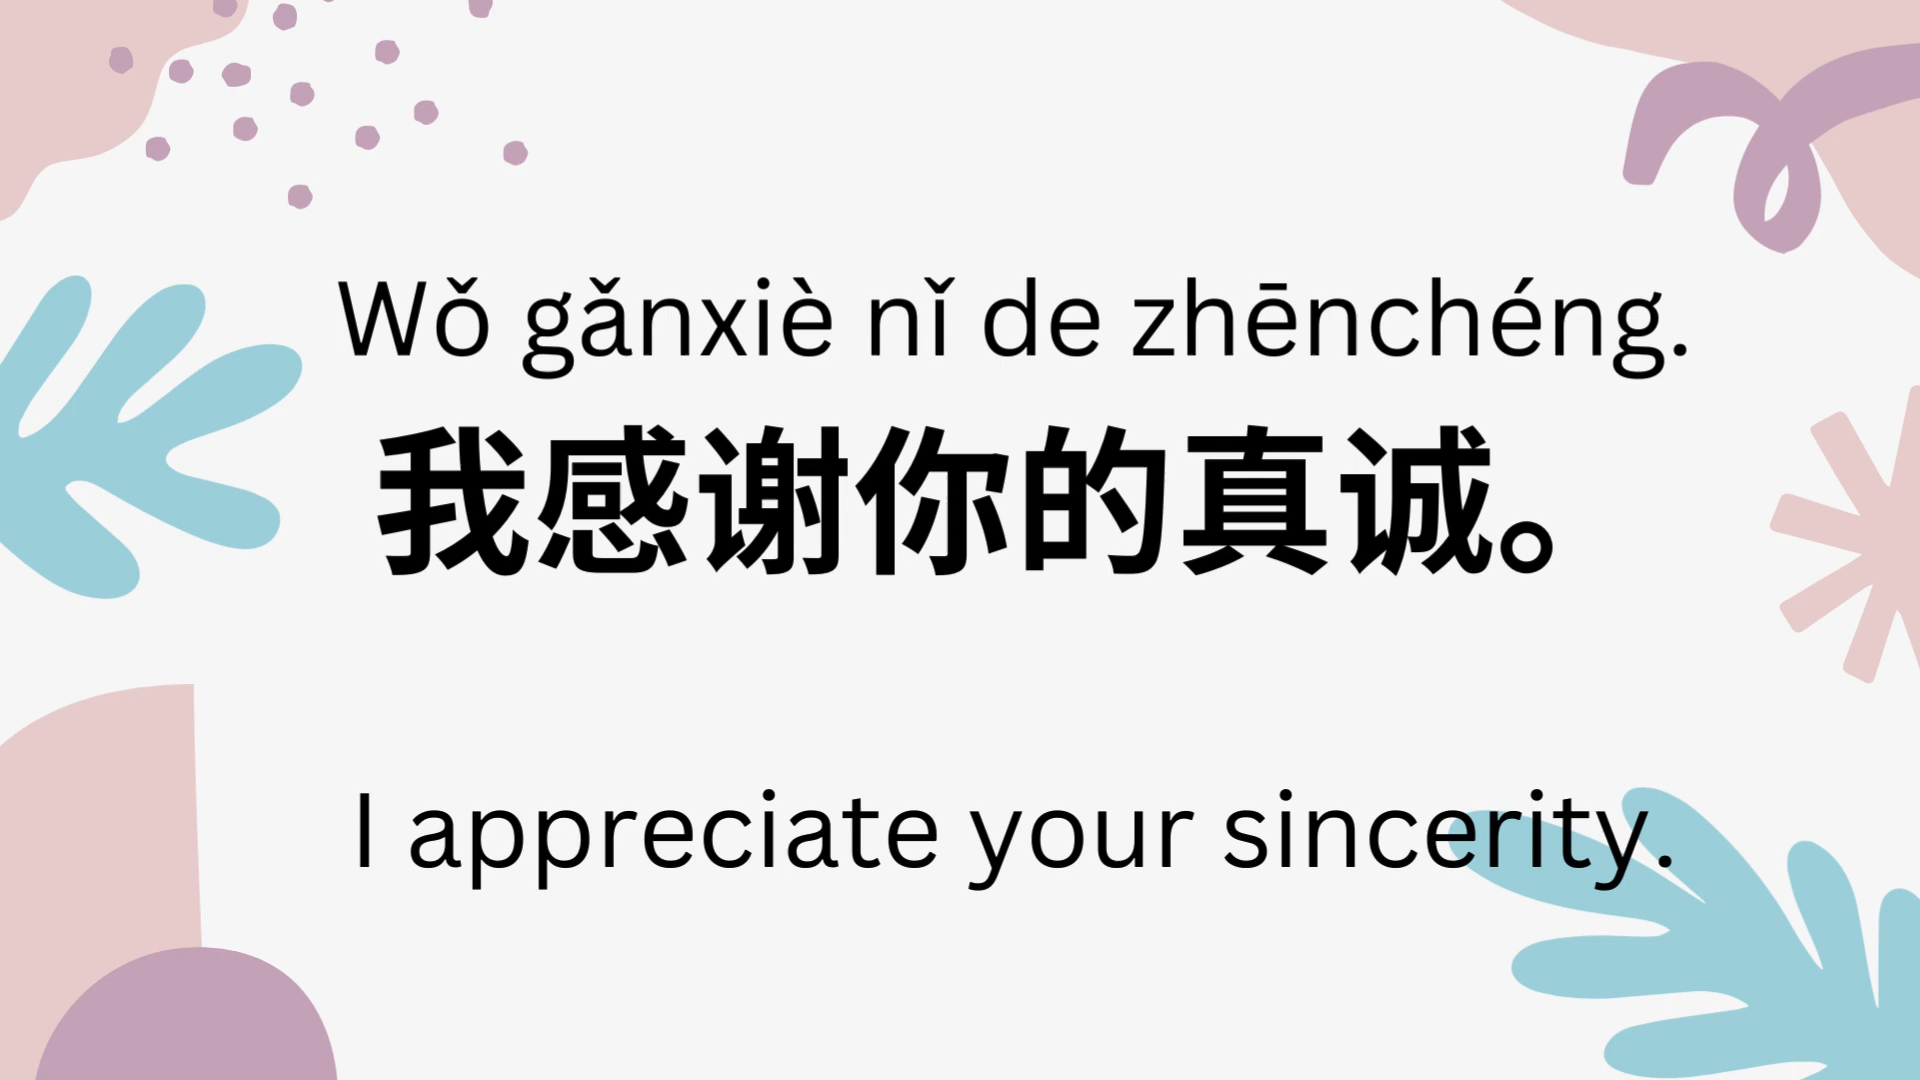 Wǒ gǎnxiè nǐ de zhēnchéng.
我感谢你的真诚。
I appreciate your sincerity.